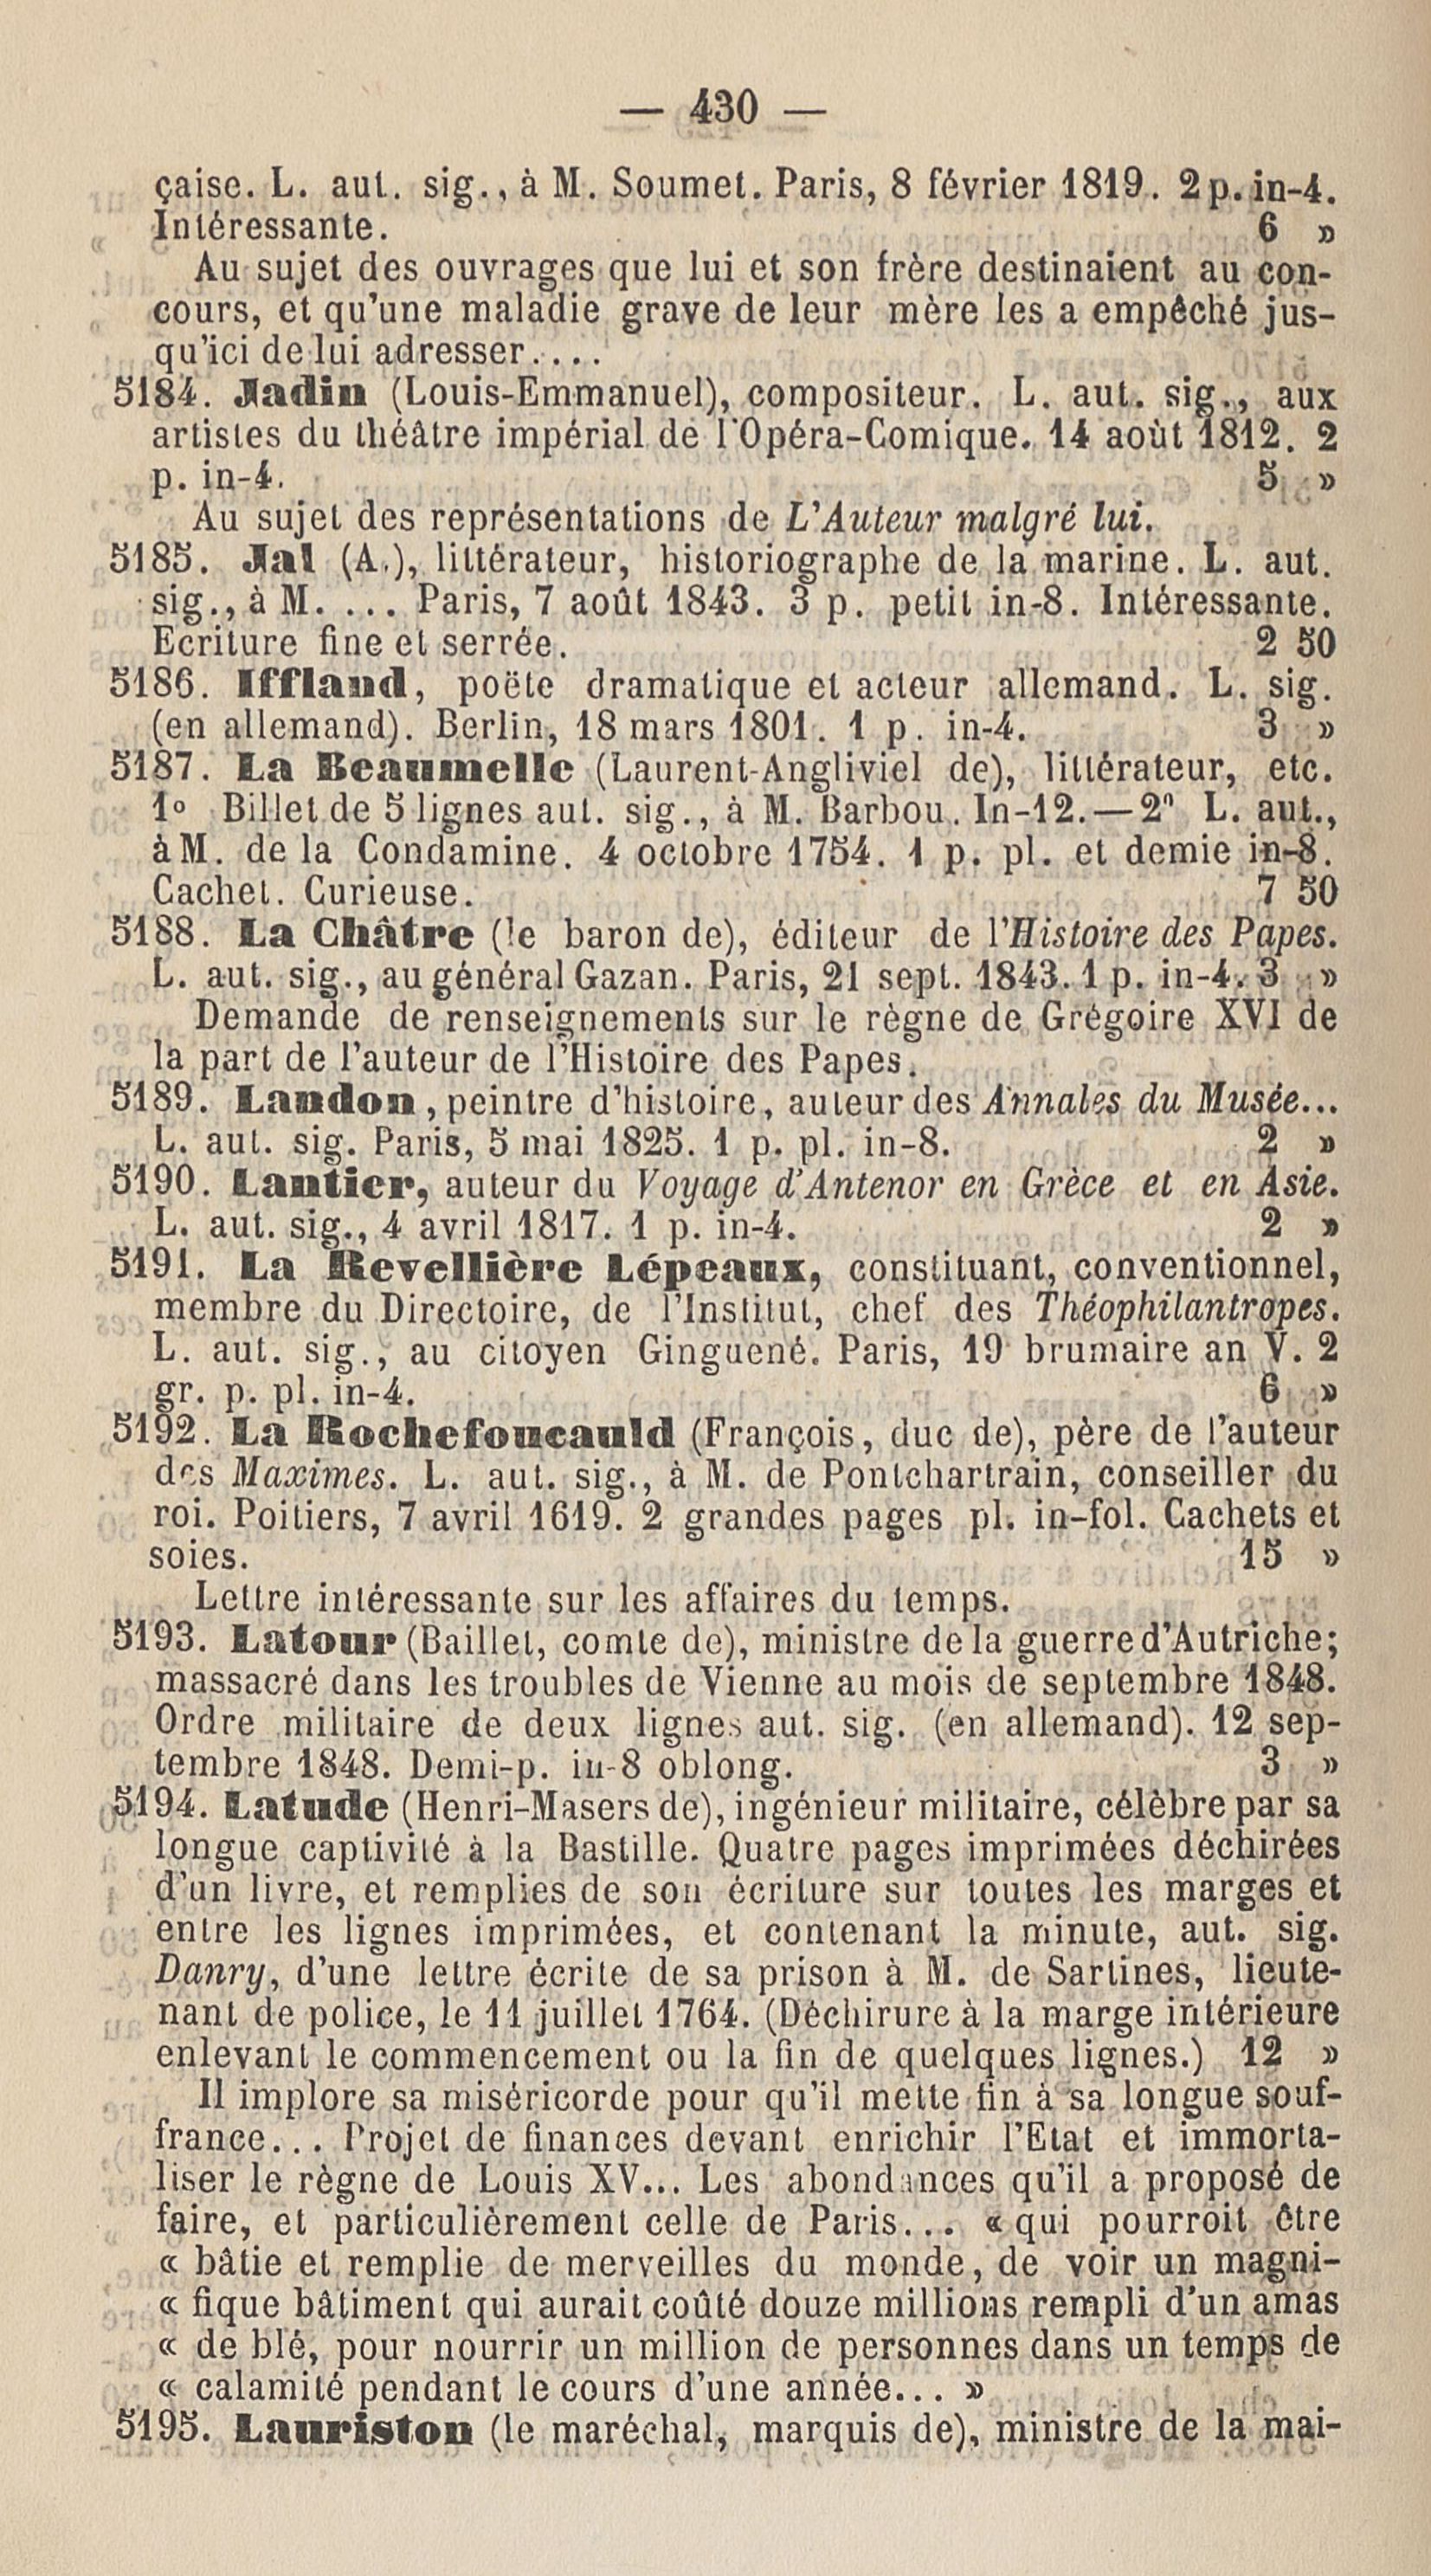 — 430 —
çaise. L. aut. sig., à M. Soumet. Paris, 8 février 1819. 2 p. in-4.
Intéressante. 6 »
Au sujet des ouvrages que lui et son frère destinaient au con-
cours, et qu'une maladie grave de leur mère les a empêché jus-
qu'ici de lui adresser....
5184. Jadin (Louis-Emmanuel), compositeur. L. aut. sig., aux
artistes du théâtre impérial de l'Opéra-Comique. 14 août 1812. 2
p. in-4. 5 »
Au sujet des représentations de L'Auteur malgré lui.
5185. Jal (A.), littérateur, historiographe de la marine. L. aut.
sig., à M. ... Paris, 7 août 1843. 3 p. petit in-8. Intéressante.
Ecriture fine et serrée. 2 50
5186. Iffland, poëte dramatique et acteur allemand. L. sig.
(en allemand). Berlin, 18 mars 1801. 1 p. in-4. 3 »
5187. La Beaumelle (Laurent-Angliviel de), littérateur, etc.
1o Billet de 5 lignes aut. sig., à M. Barbou. In-12. — 2o L. aut.,
à M. de la Condamine. 4 octobre 1754. 1 p. pl. et demie in-8.
Cachet. Curieuse. 7 50
5188. La Châtre (le baron de), éditeur de l'Histoire des Papes.
L. aut. sig., au général Gazan. Paris, 21 sept. 1843. 1 p. in-4. 3 »
Demande de renseignements sur le règne de Grégoire XVI de
la part de l'auteur de l'Histoire des Papes.
5189. Landon, peintre d'histoire, auteur des Annales du Musée...
L. aut. sig. Paris, 5 mai 1825. 1 p. pl. in-8. 2 »
5190. Lantier, auteur du Voyage d'Antenor en Grèce et en Asie.
L. aut. sig., 4 avril 1817. 1 p. in-4. 2 »
5191. La Revellière Lépeaux, constituant, conventionnel,
membre du Directoire, de l'Institut, chef des Théophilantropes.
L. aut. sig., au citoyen Ginguené. Paris, 19 brumaire an V. 2
gr. p. pl. in-4. 6 »
5192. La Rochefoucauld (François, duc de), père de l'auteur
des Maximes. L. aut. sig., à M. de Pontchartrain, conseiller du
roi. Poitiers, 7 avril 1619. 2 grandes pages pl. in-fol. Cachets et
soies. 15 »
Lettre intéressante sur les affaires du temps.
5193. Latour (Baillet, comte de), ministre de la guerre d'Autriche;
massacré dans les troubles de Vienne au mois de septembre 1848.
Ordre militaire de deux lignes aut. sig. (en allemand). 12 sep-
tembre 1848. Demi-p. in-8 oblong. 3 »
5194. Latude (Henri-Masers de), ingénieur militaire, célèbre par sa
longue captivité à la Bastille. Quatre pages imprimées déchirées
d'un livre, et remplies de son écriture sur toutes les marges et
entre les lignes imprimées, et contenant la minute, aut. sig.
Danry, d'une lettre écrite de sa prison à M. de Sartines, lieute-
nant de police, le 11 juillet 1764. (Déchirure à la marge intérieure
enlevant le commencement ou la fin de quelques lignes.) 12 »
Il implore sa miséricorde pour qu'il mette fin à sa longue souf-
france... Projet de finances devant enrichir l'Etat et immorta-
liser le règne de Louis XV... Les abondances qu'il a proposé de
faire, et particulièrement celle de Paris... « qui pourroit être
« bâtie et remplie de merveilles du monde, de voir un magni-
« fique bâtiment qui aurait coûté douze millions rempli d'un amas
« de blé, pour nourrir un million de personnes dans un temps de
« calamité pendant le cours d'une année... »
5195. Lauriston (le maréchal, marquis de), ministre de la mai-